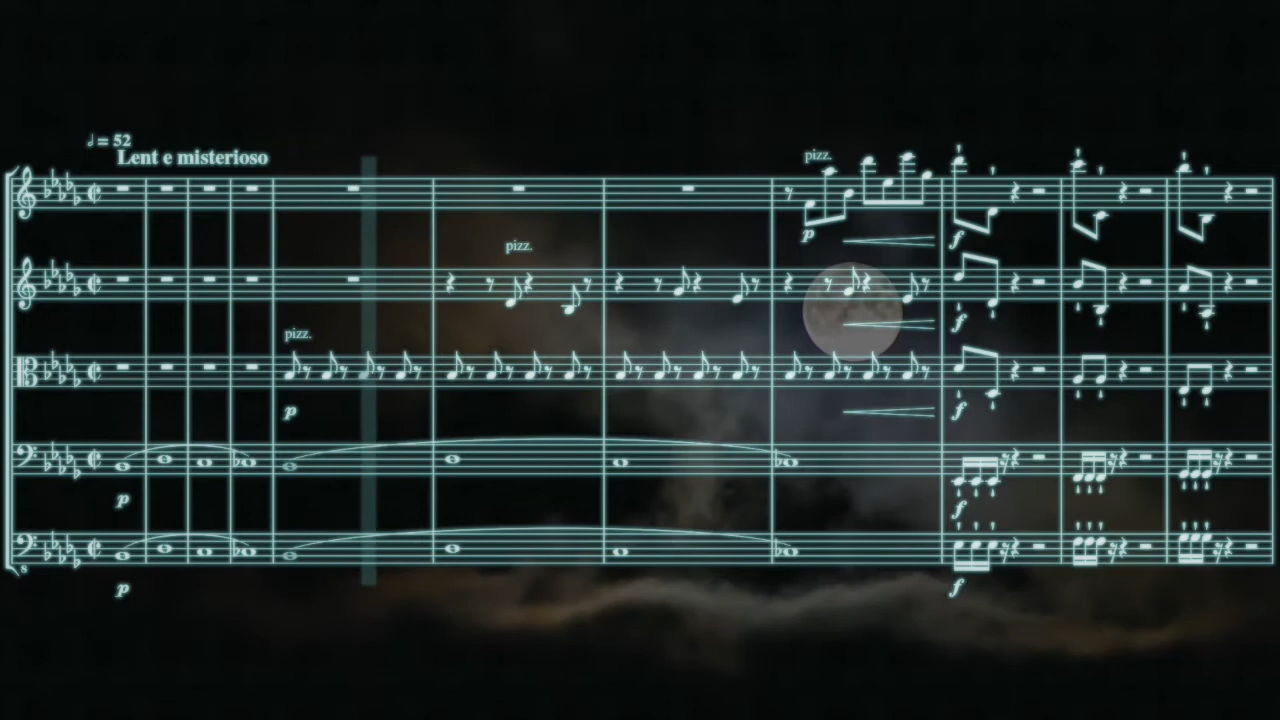 𝅗𝅥 = 52
Lent e misterioso
pizz.
p
f
pizz.
f
pizz.
p
f
p
f
8
p
f